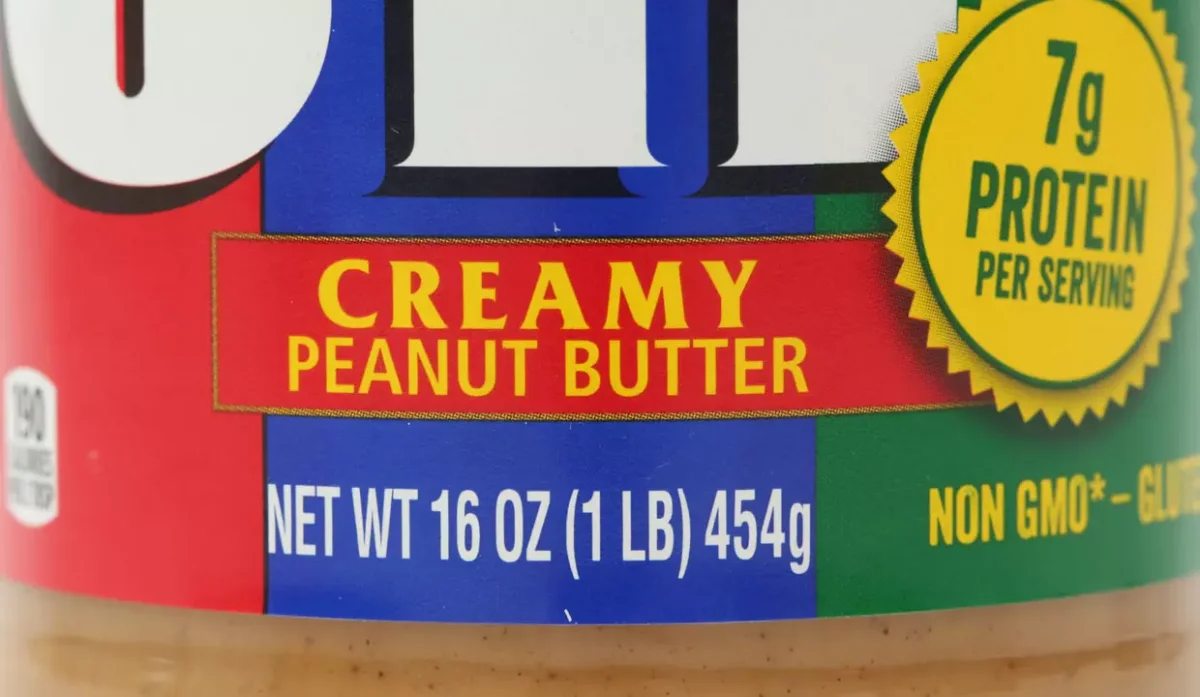 7g
PROTEIN
PER SERVING
CREAMY
PEANUT BUTTER
190
NET WT 16 OZ (1 LB) 454g
NON GMO* –